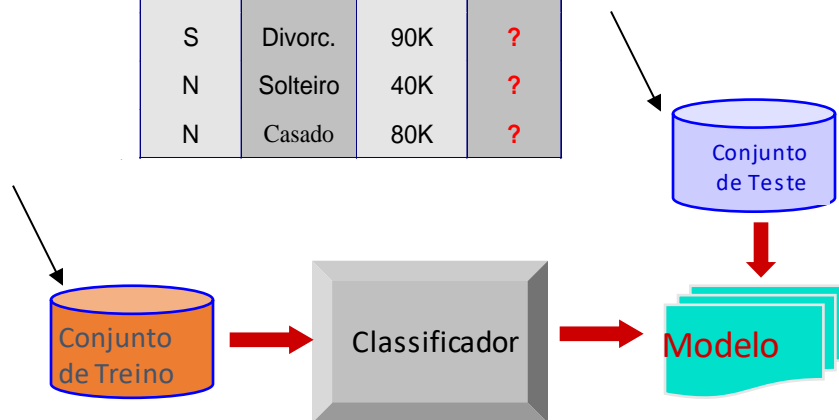 S Divorc. 90K ?
N Solteiro 40K ?
N Casado 80K ?
Conjunto
de Teste
Conjunto
de Treino
Classificador
Modelo